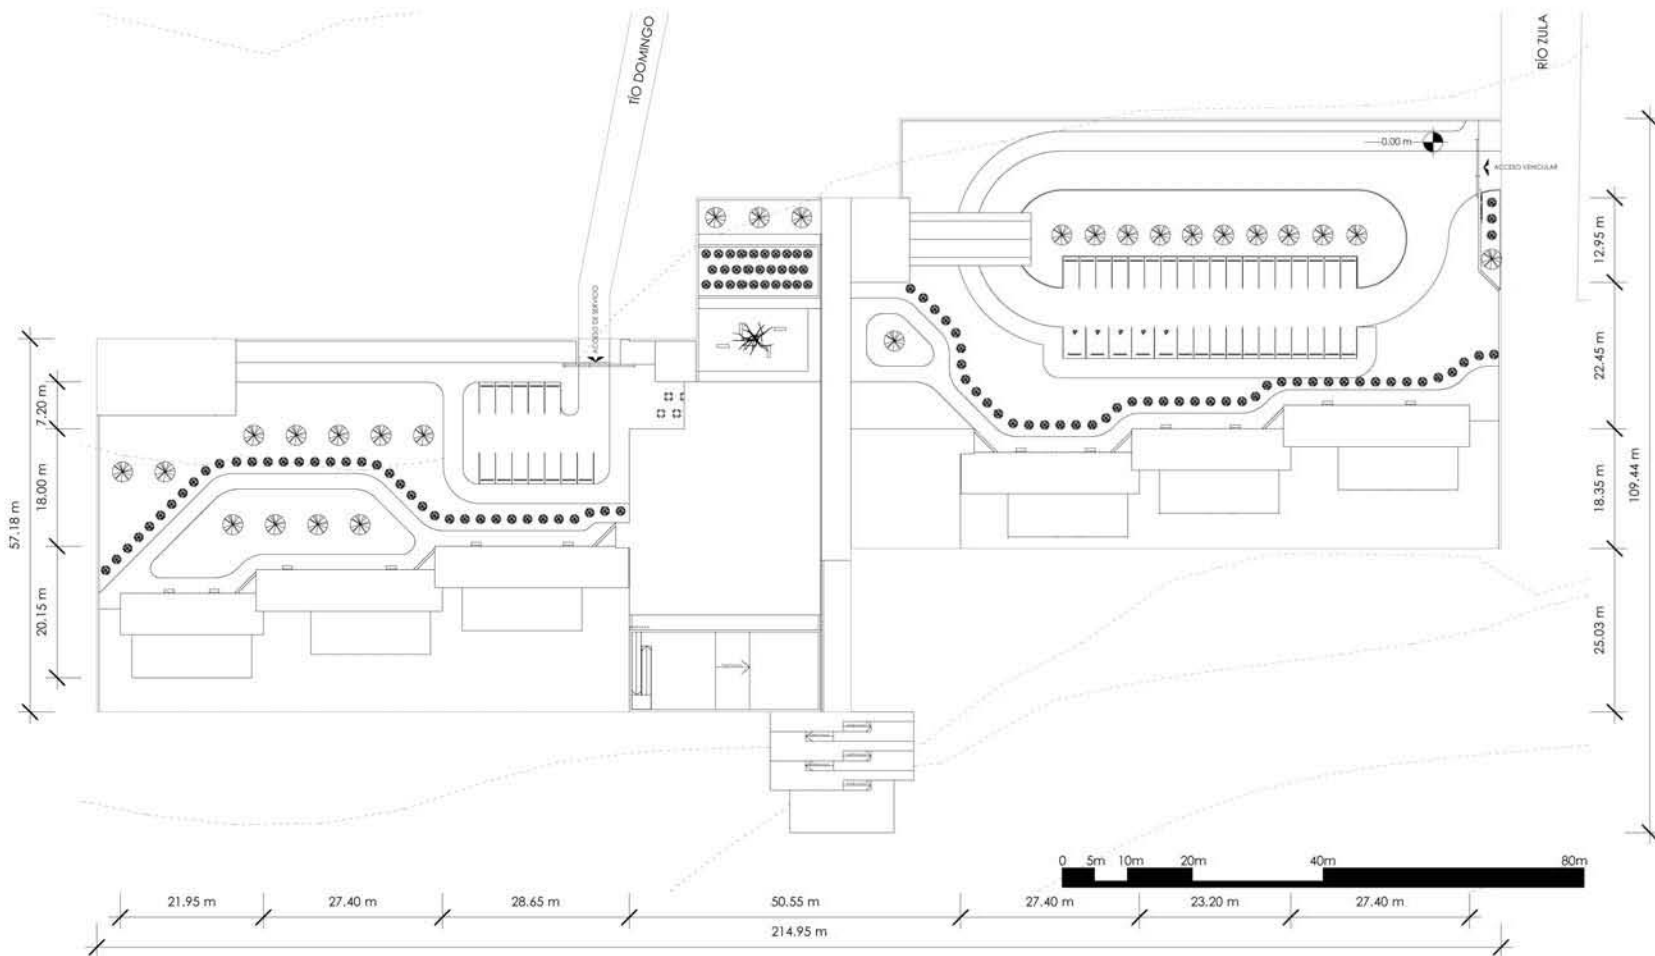 TÍO DOMINGO
RÍO ZULA
0.00 m
ACCESO VEHICULAR
ACCESO DE SERVICIO
12.95 m
22.45 m
18.35 m
25.03 m
109.44 m
7.20 m
18.00 m
20.15 m
57.18 m
0 5m 10m 20m 40m 80m
21.95 m 27.40 m 28.65 m 50.55 m 27.40 m 23.20 m 27.40 m
214.95 m